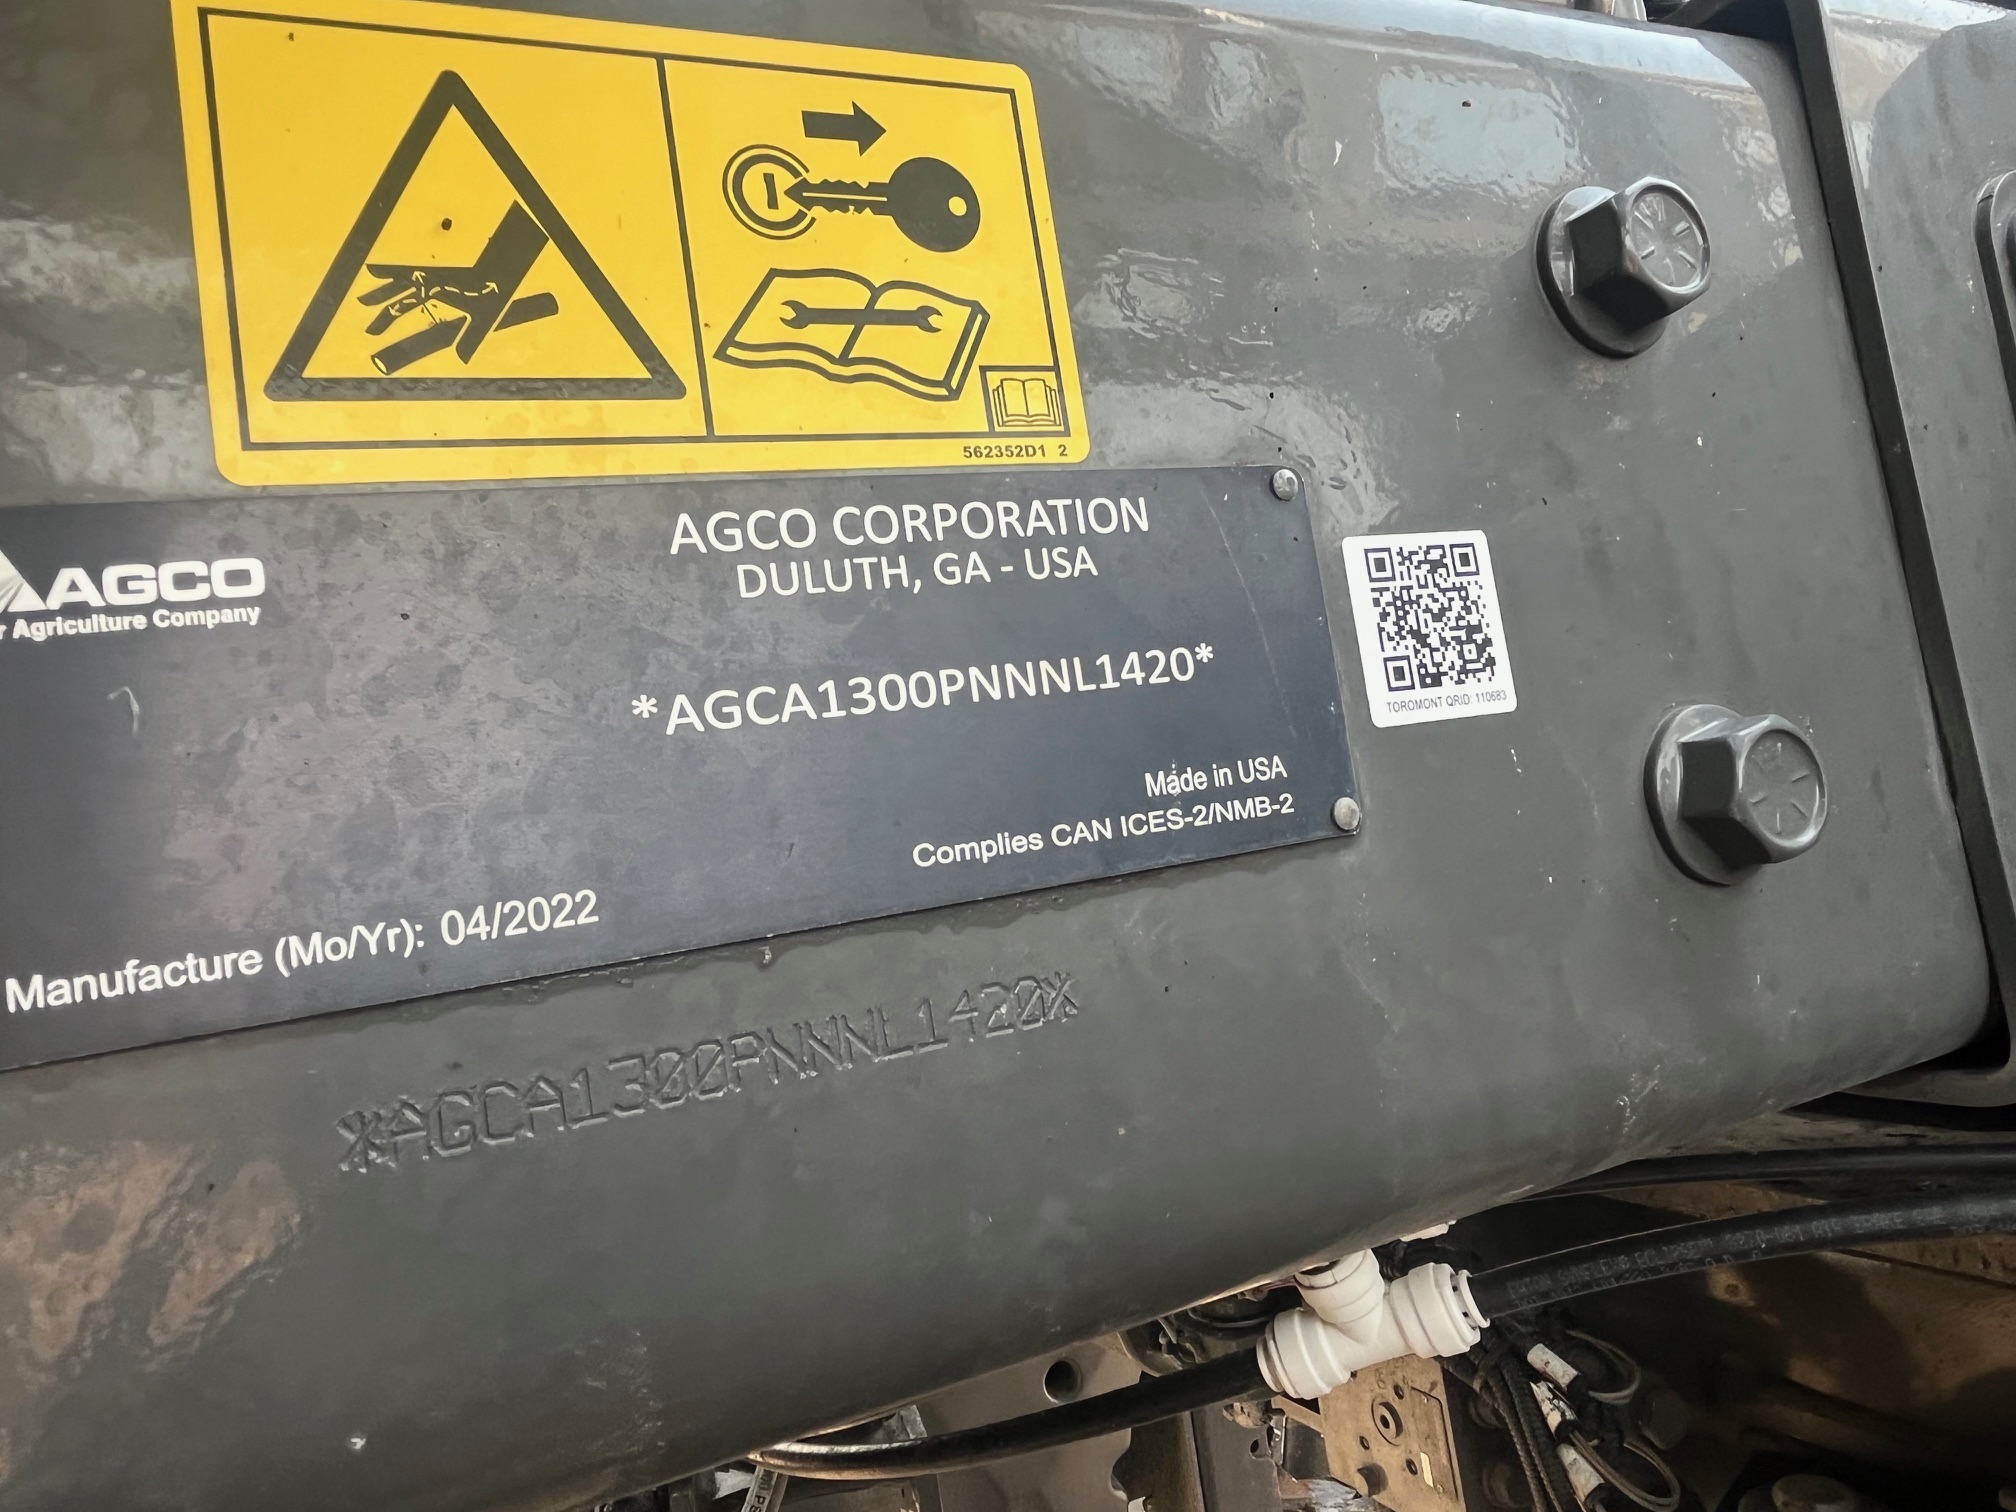 562352D1 2
AGCO
Agriculture Company
AGCO CORPORATION
DULUTH, GA - USA
*AGCA1300PNNNL1420*
Made in USA
Complies CAN ICES-2/NMB-2
Manufacture (Mo/Yr): 04/2022
TOROMONT QRID: 110683
*AGCA1300PNNNL1420*